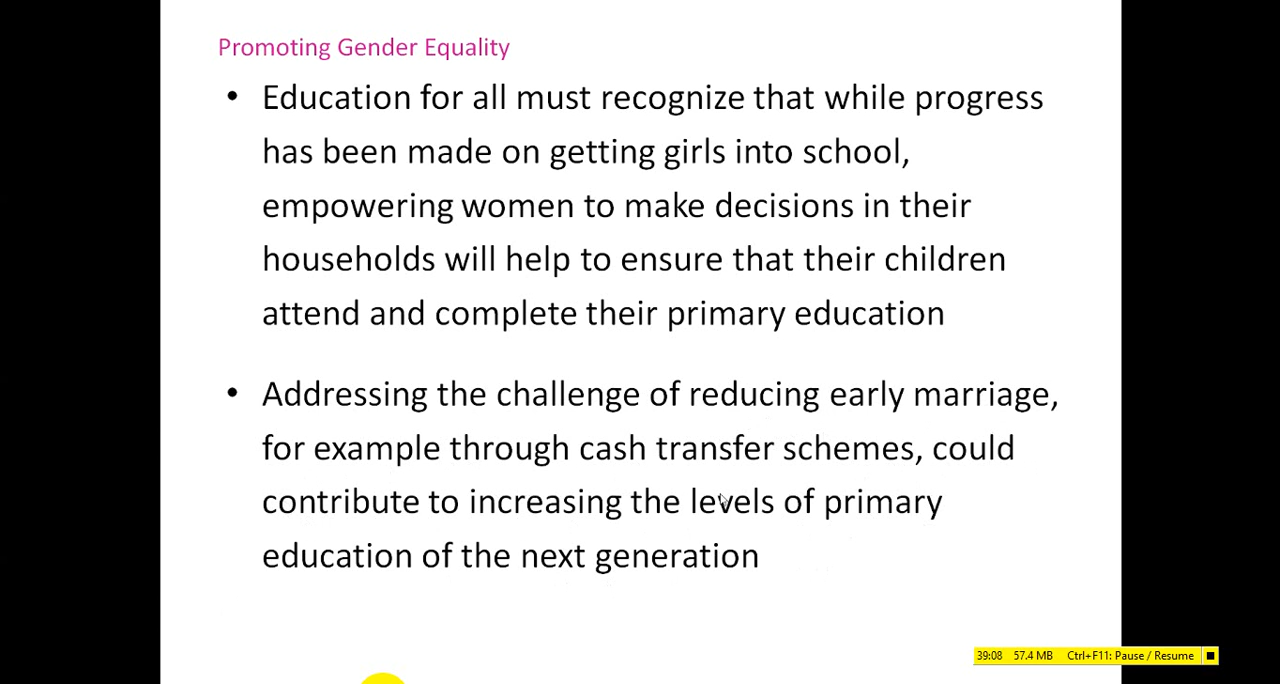 Promoting Gender Equality
• Education for all must recognize that while progress
has been made on getting girls into school,
empowering women to make decisions in their
households will help to ensure that their children
attend and complete their primary education
• Addressing the challenge of reducing early marriage,
for example through cash transfer schemes, could
contribute to increasing the levels of primary
education of the next generation
39:08 57.4 MB Ctrl+F11: Pause / Resume